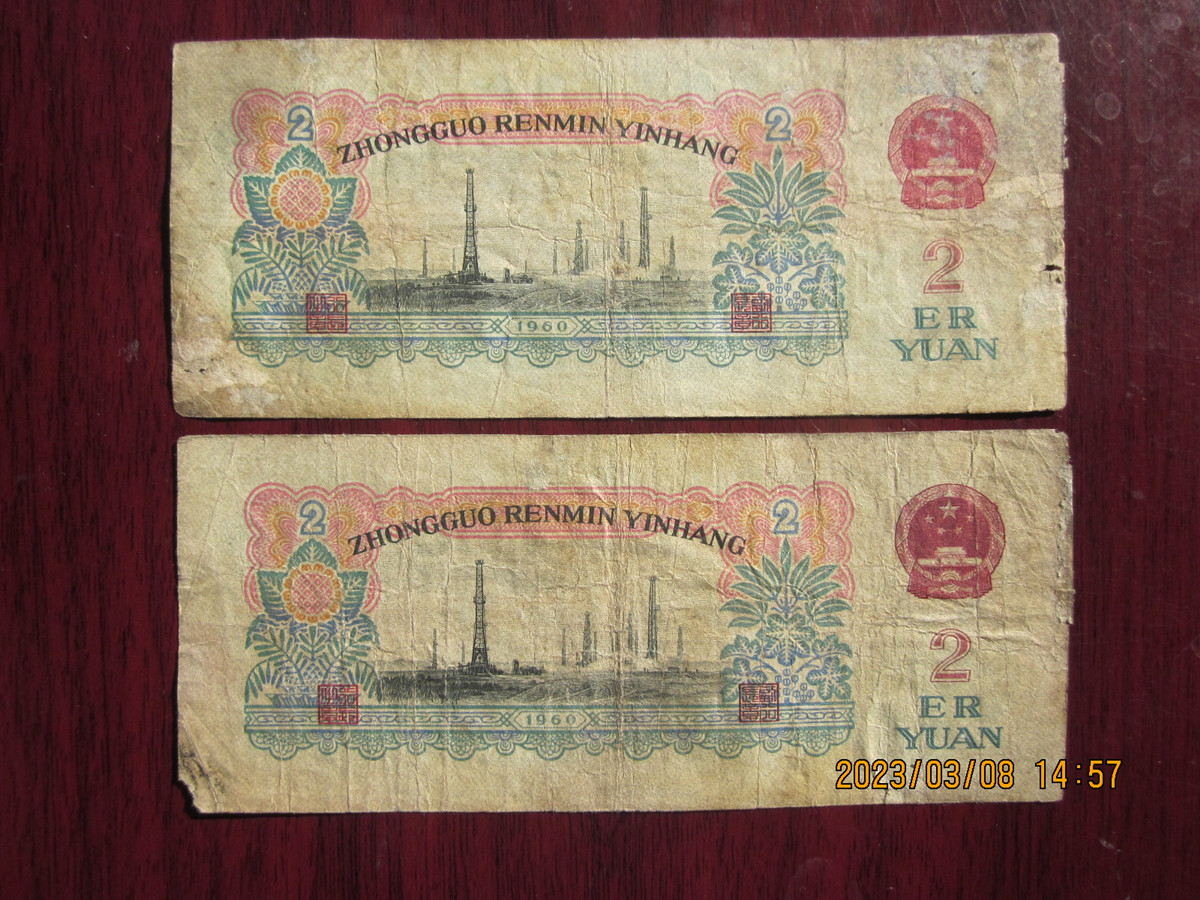 2 2
ZHONGGUO RENMIN YINHANG
1960
2
ER
YUAN
2 2
ZHONGGUO RENMIN YINHANG
1960
2
ER
YUAN
2023/03/08 14:57